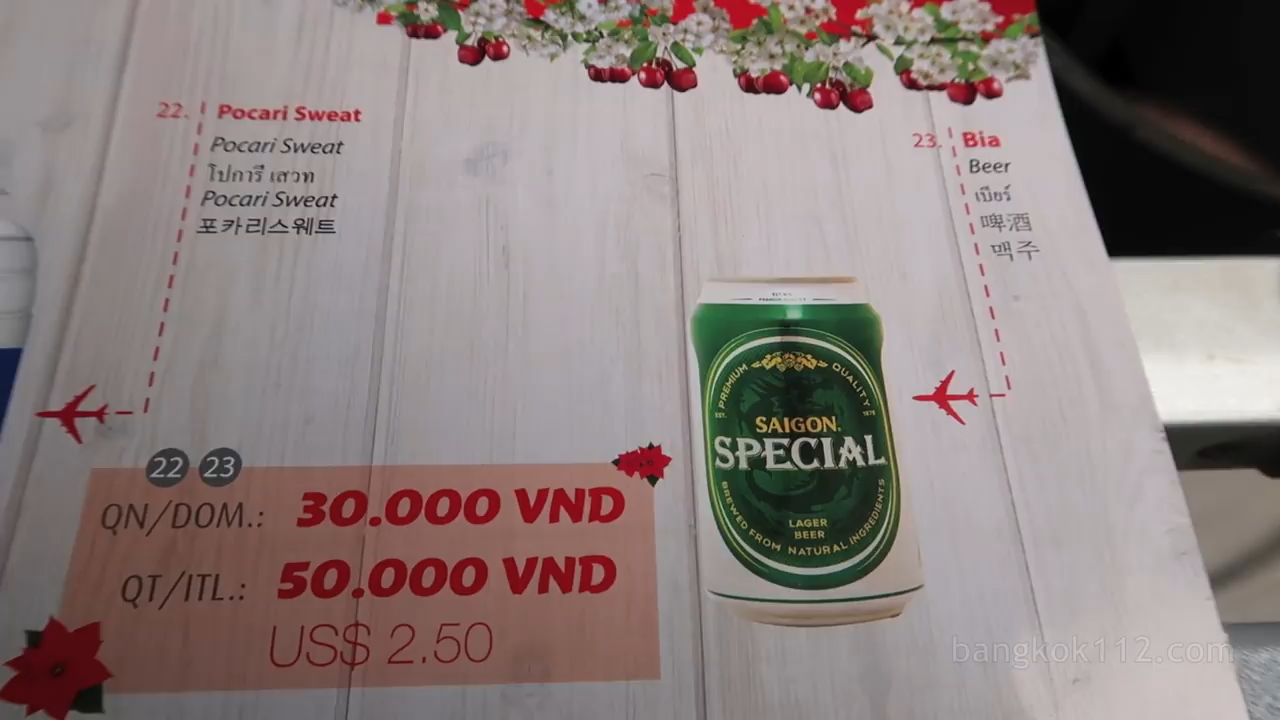 22. Pocari Sweat
Pocari Sweat
โปการี เสวท
Pocari Sweat
포카리스웨트
23. Bia
Beer
เบียร์
啤酒
맥주
PREMIUM QUALITY
EST. 1875
SAIGON.
SPECIAL
LAGER
BEER
BREWED FROM NATURAL INGREDIENTS
22 23
QN/DOM.: 30.000 VND
QT/ITL.: 50.000 VND
US$ 2.50
bangkok112.com